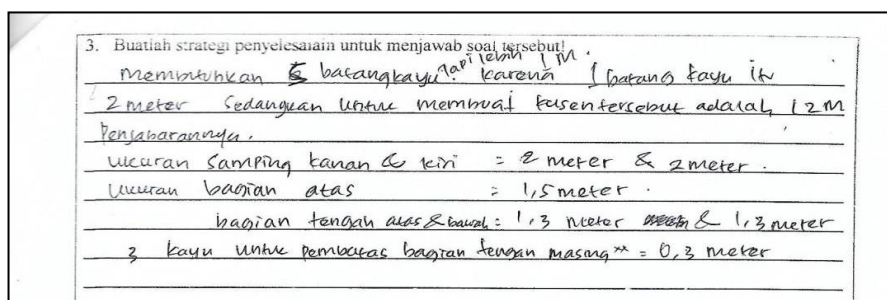 3. Buatlah strategi penyelesaian untuk menjawab soal tersebut!
membutuhkan 5 batang kayu tapi lebih 1 m. karena 1 batang kayu itu
2 meter sedangkan untuk membuat kusen tersebut adalah 12 m
Penjabarannya.
ukuran samping kanan & kiri = 2 meter & 2 meter.
Ukuran bagian atas = 1,5 meter.
bagian tengah atas & bawah = 1,3 meter & 1,3 meter
3 kayu untuk pembatas bagian tengan masing" = 0,3 meter